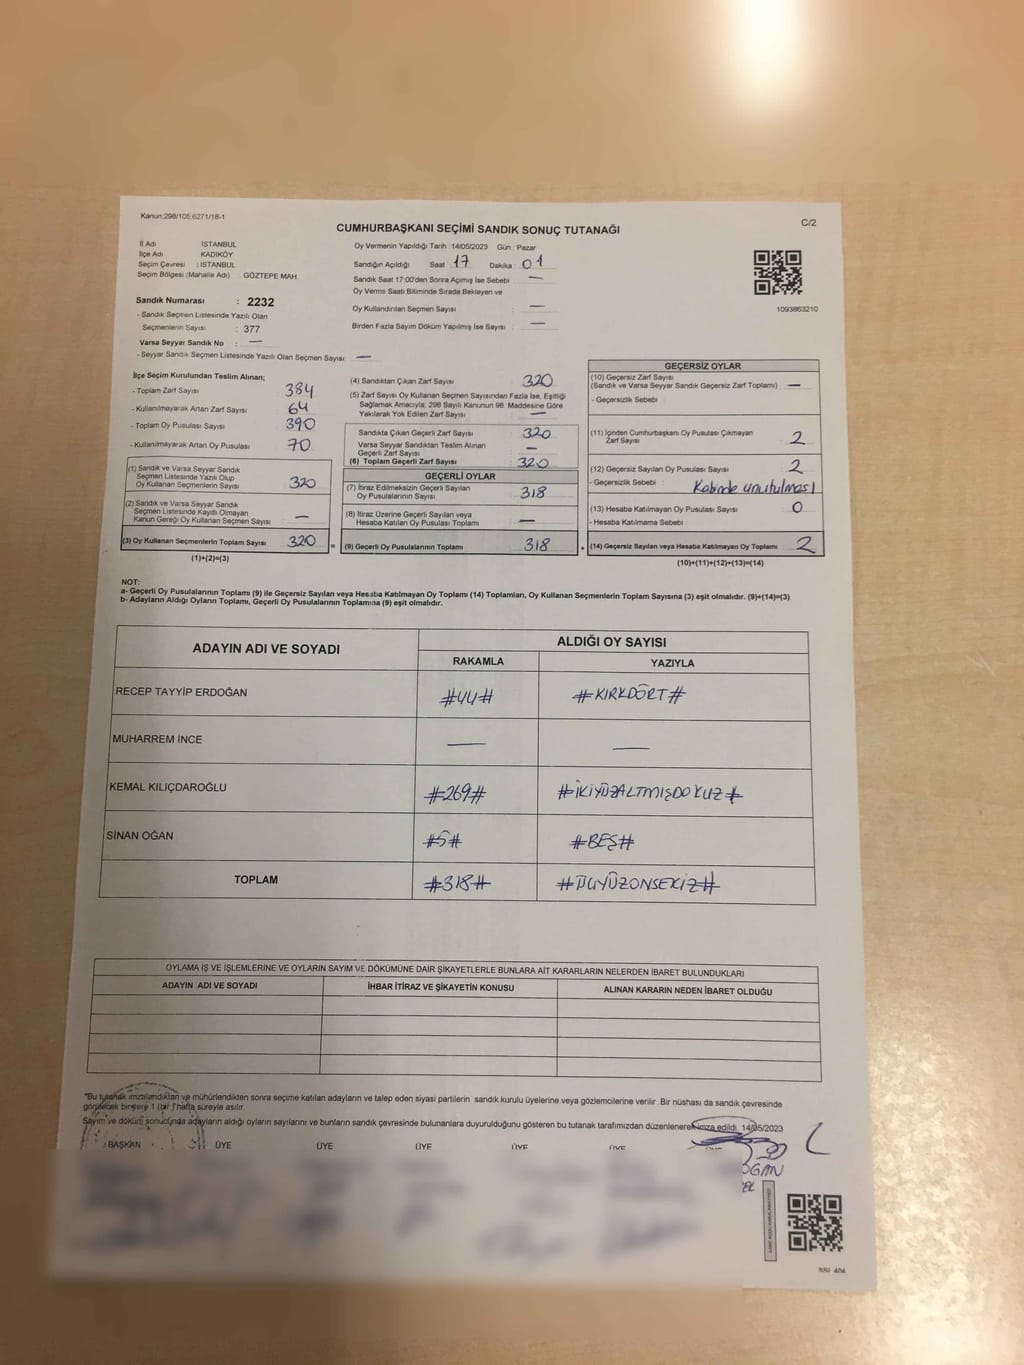 Kanun:298/105;6271/18-1
C/2
CUMHURBAŞKANI SEÇİMİ SANDIK SONUÇ TUTANAĞI
İl Adı İSTANBUL
İlçe Adı KADIKÖY
Seçim Çevresi : İSTANBUL
Seçim Bölgesi (Mahalle Adı) GÖZTEPE MAH.
Sandık Numarası : 2232
- Sandık Seçmen Listesinde Yazılı Olan
Seçmenlerin Sayısı : 377
Varsa Seyyar Sandık No : —
- Seyyar Sandık Seçmen Listesinde Yazılı Olan Seçmen Sayısı: —
Oy Vermenin Yapıldığı Tarih : 14/05/2023 Gün : Pazar
Sandığın Açıldığı Saat 17 Dakika : 01
Sandık Saat 17:00'den Sonra Açılmış İse Sebebi : —
Oy Verme Saati Bitiminde Sırada Bekleyen ve
Oy Kullandırılan Seçmen Sayısı : —
Birden Fazla Sayım Döküm Yapılmış İse Sayısı : —
1093863210
İlçe Seçim Kurulundan Teslim Alınan;
- Toplam Zarf Sayısı 384
- Kullanılmayarak Artan Zarf Sayısı 64
- Toplam Oy Pusulası Sayısı 390
- Kullanılmayarak Artan Oy Pusulası 70
(1) Sandık ve Varsa Seyyar Sandık
Seçmen Listesinde Yazılı Olup
Oy Kullanan Seçmenlerin Sayısı 320
(2) Sandık ve Varsa Seyyar Sandık
Seçmen Listesinde Kaydı Olmayan
Kanun Gereği Oy Kullanan Seçmen Sayısı —
(3) Oy Kullanan Seçmenlerin Toplam Sayısı 320
(1)+(2)=(3)
(4) Sandıktan Çıkan Zarf Sayısı 320
(5) Zarf Sayısı Oy Kullanan Seçmen Sayısından Fazla İse, Eşitliği
Sağlamak Amacıyla; 298 Sayılı Kanunun 98. Maddesine Göre
Yakılarak Yok Edilen Zarf Sayısı —
Sandıkta Çıkan Geçerli Zarf Sayısı 320
Varsa Seyyar Sandıktan Teslim Alınan
Geçerli Zarf Sayısı —
(6) Toplam Geçerli Zarf Sayısı 320
GEÇERLİ OYLAR
(7) İtiraz Edilmeksizin Geçerli Sayılan
Oy Pusulalarının Sayısı 318
(8) İtiraz Üzerine Geçerli Sayılan veya
Hesaba Katılan Oy Pusulası Toplamı —
= (9) Geçerli Oy Pusulalarının Toplamı 318 +
GEÇERSİZ OYLAR
(10) Geçersiz Zarf Sayısı
(Sandık ve Varsa Seyyar Sandık Geçersiz Zarf Toplamı) —
- Geçersizlik Sebebi :
(11) İçinden Cumhurbaşkanı Oy Pusulası Çıkmayan
Zarf Sayısı 2
(12) Geçersiz Sayılan Oy Pusulası Sayısı 2
- Geçersizlik Sebebi : Kabinde unutulması
(13) Hesaba Katılmayan Oy Pusulası Sayısı 0
- Hesaba Katılmama Sebebi :
(14) Geçersiz Sayılan veya Hesaba Katılmayan Oy Toplamı 2
(10)+(11)+(12)+(13)=(14)
NOT:
a- Geçerli Oy Pusulalarının Toplamı (9) ile Geçersiz Sayılan veya Hesaba Katılmayan Oy Toplamı (14) Toplamları, Oy Kullanan Seçmenlerin Toplam Sayısına (3) eşit olmalıdır. (9)+(14)=(3)
b- Adayların Aldığı Oyların Toplamı, Geçerli Oy Pusulalarının Toplamına (9) eşit olmalıdır.
ADAYIN ADI VE SOYADI
ALDIĞI OY SAYISI
RAKAMLA YAZIYLA
RECEP TAYYİP ERDOĞAN #44# #KIRKDÖRT#
MUHARREM İNCE — —
KEMAL KILIÇDAROĞLU #269# #İKİYÜZALTMIŞDOKUZ#
SİNAN OĞAN #5# #BEŞ#
TOPLAM #318# #ÜÇYÜZONSEKİZ#
OYLAMA İŞ VE İŞLEMLERİNE VE OYLARIN SAYIM VE DÖKÜMÜNE DAİR ŞİKAYETLERLE BUNLARA AİT KARARLARIN NELERDEN İBARET BULUNDUKLARI
ADAYIN ADI VE SOYADI İHBAR İTİRAZ VE ŞİKAYETİN KONUSU ALINAN KARARIN NEDEN İBARET OLDUĞU
"Bu tutanak imzalandıktan ve mühürlendikten sonra seçime katılan adayların ve talep eden siyasi partilerin sandık kurulu üyelerine veya gözlemcilerine verilir. Bir nüshası da sandık çevresinde
görülecek bir yere 1 (bir) hafta süreyle asılır.
Sayım ve döküm sonucunda adayların aldığı oyların sayılarını ve bunların sandık çevresinde bulunanlara duyurulduğunu gösteren bu tutanak tarafımızdan düzenlenerek imza edildi. 14/05/2023
BAŞKAN ÜYE ÜYE ÜYE ÜYE ÜYE